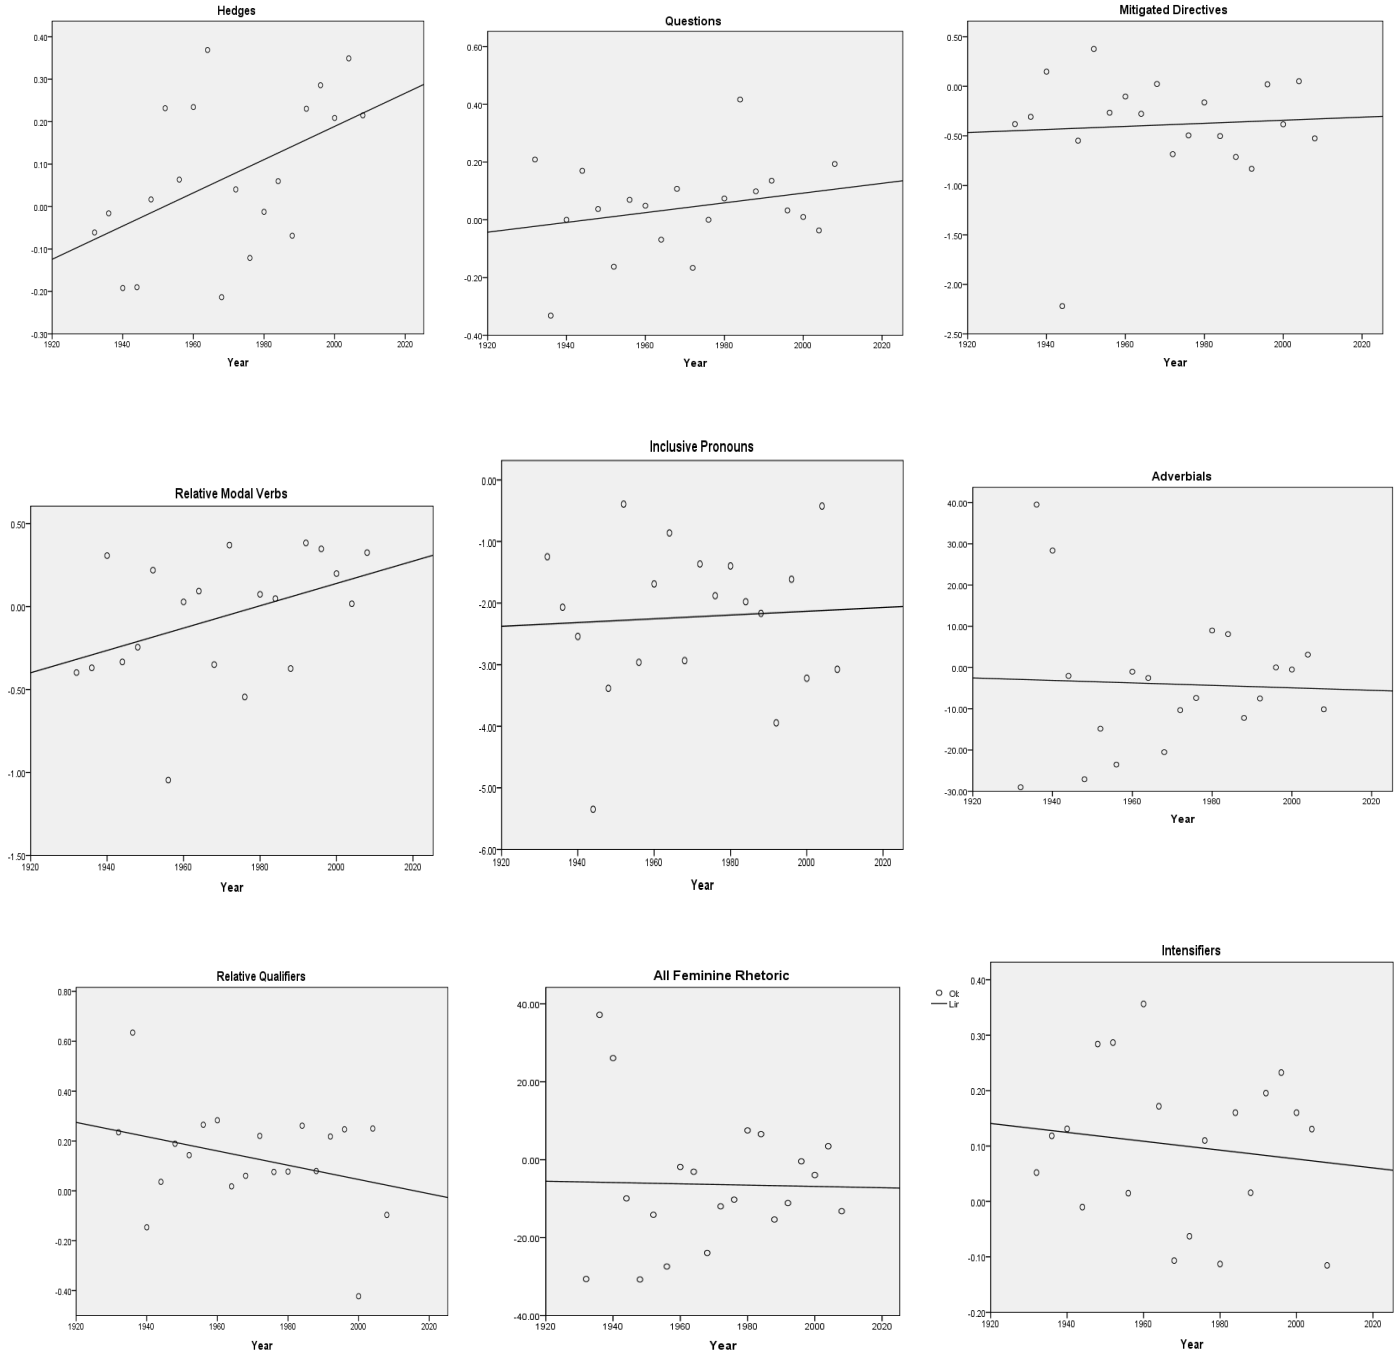 Hedges
0.40
0.30
0.20
0.10
0.00
-0.10
-0.20
-0.30
1920 1940 1960 1980 2000 2020
Year
Questions
0.60
0.40
0.20
0.00
-0.20
-0.40
1920 1940 1960 1980 2000 2020
Year
Mitigated Directives
0.50
0.00
-0.50
-1.00
-1.50
-2.00
-2.50
1920 1940 1960 1980 2000 2020
Year
Relative Modal Verbs
0.50
0.00
-0.50
-1.00
-1.50
1920 1940 1960 1980 2000 2020
Year
Inclusive Pronouns
0.00
-1.00
-2.00
-3.00
-4.00
-5.00
-6.00
1920 1940 1960 1980 2000 2020
Year
Adverbials
40.00
30.00
20.00
10.00
0.00
-10.00
-20.00
-30.00
1920 1940 1960 1980 2000 2020
Year
Relative Qualifiers
0.80
0.60
0.40
0.20
0.00
-0.20
-0.40
1920 1940 1960 1980 2000 2020
Year
All Feminine Rhetoric
40.00
20.00
0.00
-20.00
-40.00
1920 1940 1960 1980 2000 2020
Year
Intensifiers
0.40
0.30
0.20
0.10
0.00
-0.10
-0.20
1920 1940 1960 1980 2000 2020
Year